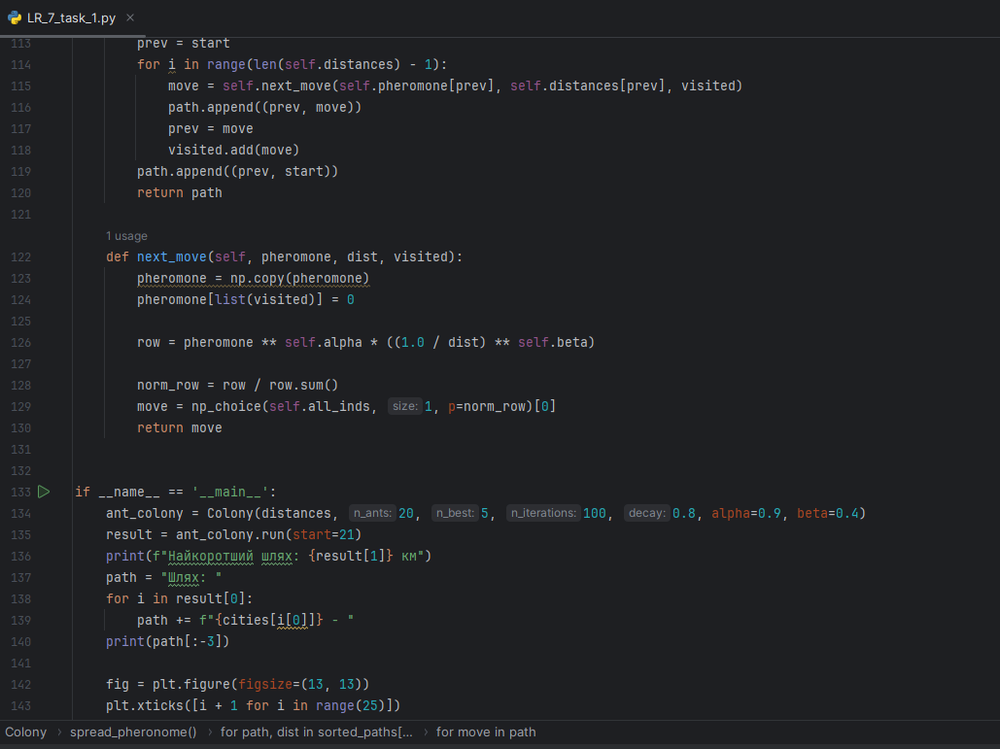 LR_7_task_1.py ×
113 prev = start
114 for i in range(len(self.distances) - 1):
115 move = self.next_move(self.pheromone[prev], self.distances[prev], visited)
116 path.append((prev, move))
117 prev = move
118 visited.add(move)
119 path.append((prev, start))
120 return path
121
1 usage
122 def next_move(self, pheromone, dist, visited):
123 pheromone = np.copy(pheromone)
124 pheromone[list(visited)] = 0
125
126 row = pheromone ** self.alpha * ((1.0 / dist) ** self.beta)
127
128 norm_row = row / row.sum()
129 move = np_choice(self.all_inds, size: 1, p=norm_row)[0]
130 return move
131
132
133 if __name__ == '__main__':
134 ant_colony = Colony(distances, n_ants: 20, n_best: 5, n_iterations: 100, decay: 0.8, alpha=0.9, beta=0.4)
135 result = ant_colony.run(start=21)
136 print(f"Найкоротший шлях: {result[1]} км")
137 path = "Шлях: "
138 for i in result[0]:
139 path += f"{cities[i[0]]} - "
140 print(path[:-3])
141
142 fig = plt.figure(figsize=(13, 13))
143 plt.xticks([i + 1 for i in range(25)])
Colony › spread_pheronome() › for path, dist in sorted_paths[... › for move in path